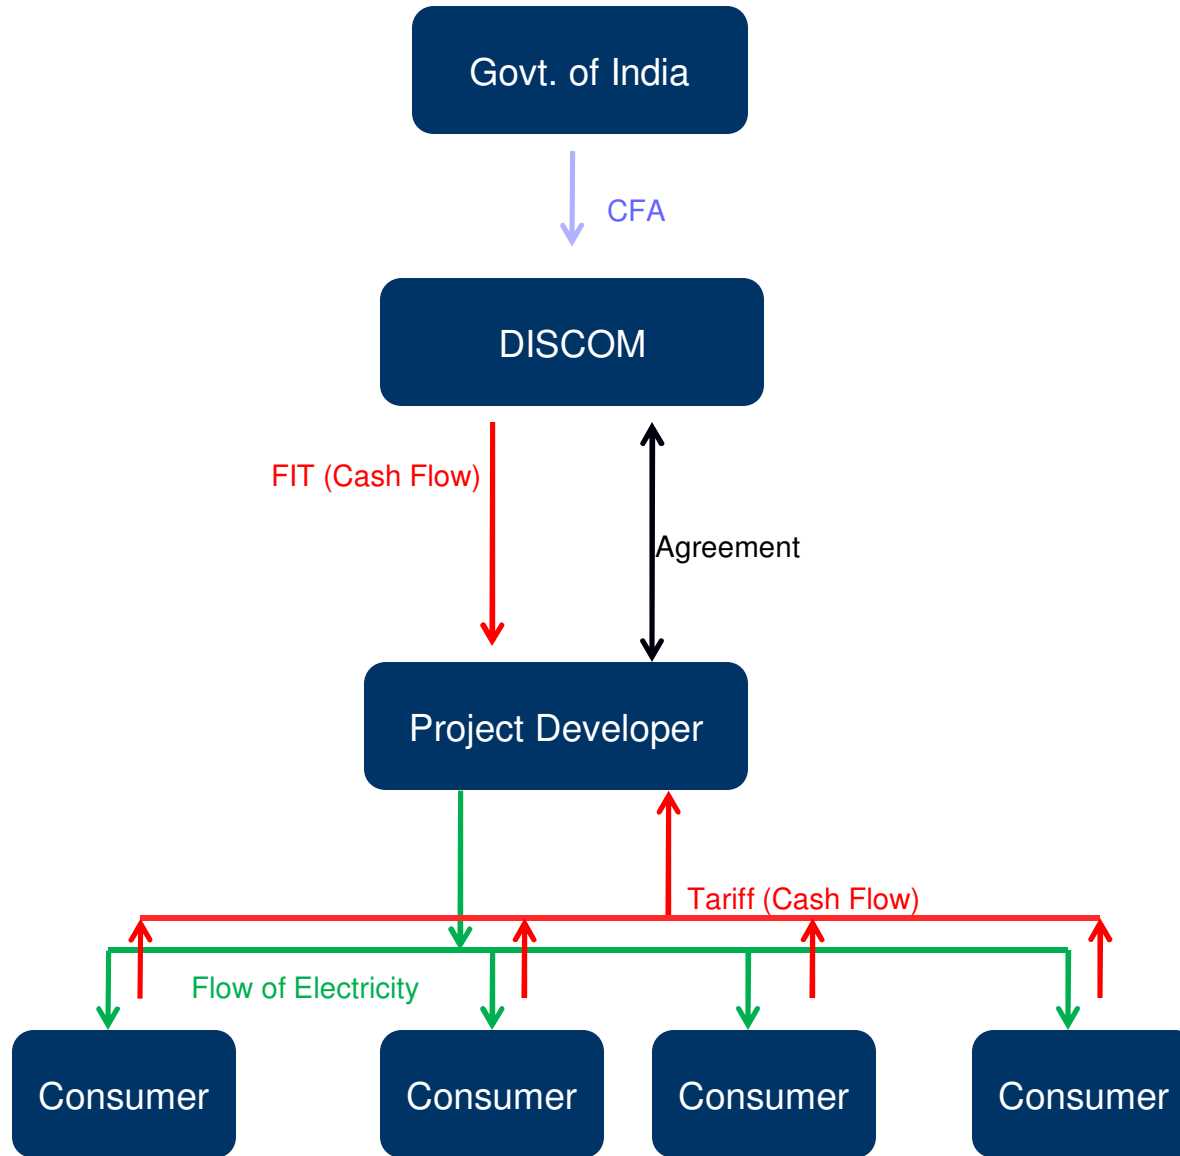 Govt. of India
CFA
DISCOM
FIT (Cash Flow)
Agreement
Project Developer
Tariff (Cash Flow)
Flow of Electricity
Consumer
Consumer
Consumer
Consumer